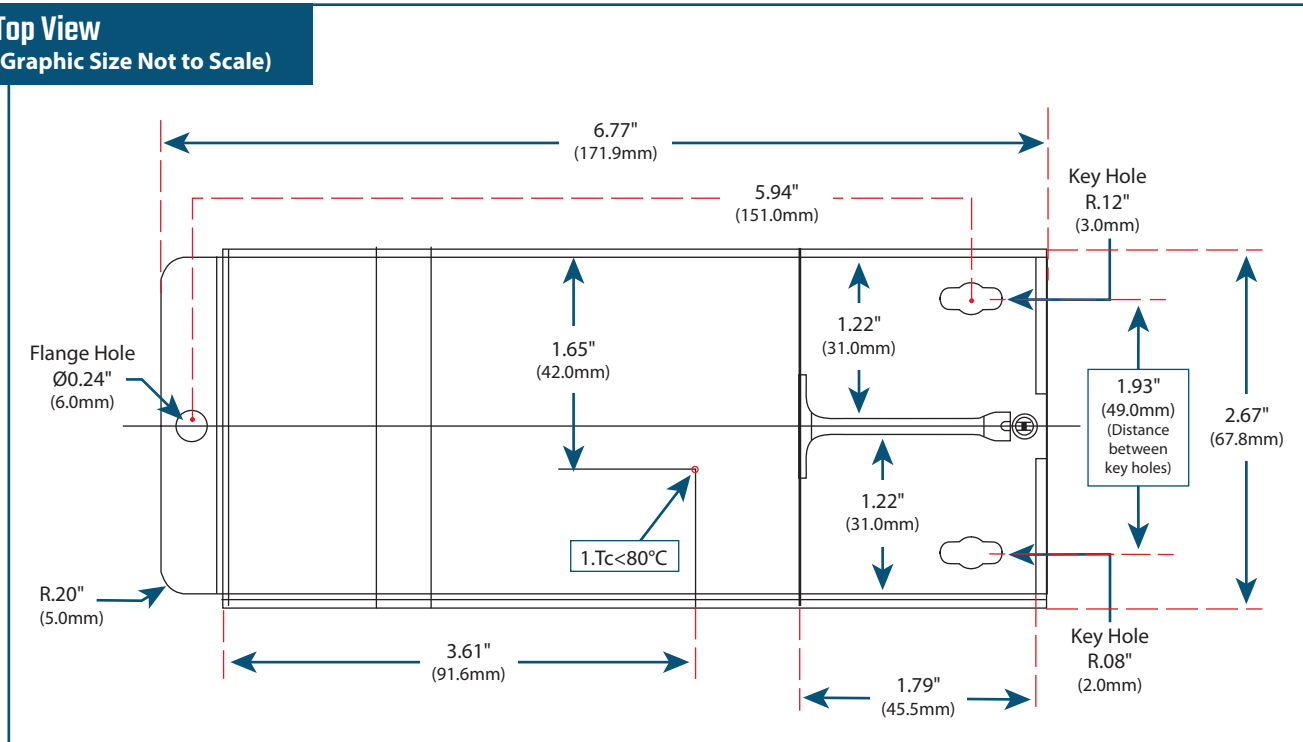 Top View
Graphic Size Not to Scale)
6.77"
(171.9mm)
5.94"
(151.0mm)
Key Hole
R.12"
(3.0mm)
Flange Hole
Ø0.24"
(6.0mm)
1.65"
(42.0mm)
1.22"
(31.0mm)
1.93"
(49.0mm)
(Distance
between
key holes)
2.67"
(67.8mm)
1.22"
(31.0mm)
1.Tc<80°C
R.20"
(5.0mm)
3.61"
(91.6mm)
1.79"
(45.5mm)
Key Hole
R.08"
(2.0mm)